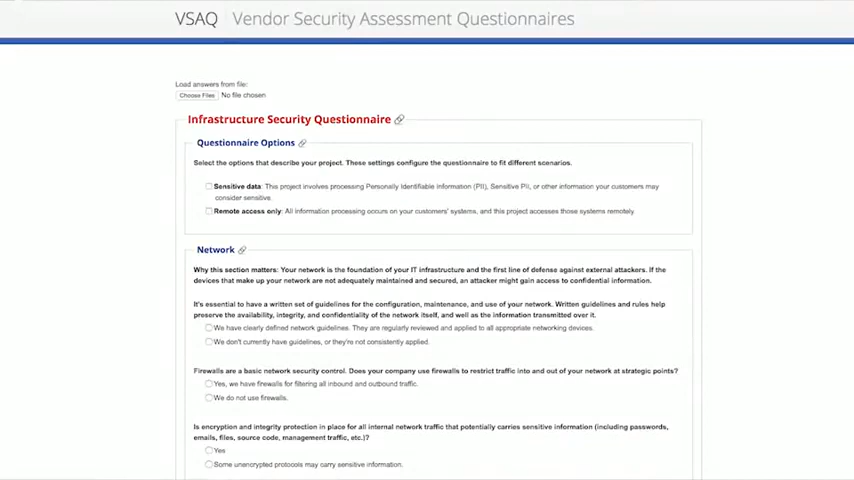 VSAQ Vendor Security Assessment Questionnaires
Load answers from file:
Choose Files No file chosen
Infrastructure Security Questionnaire
Questionnaire Options
Select the options that describe your project. These settings configure the questionnaire to fit different scenarios.
Sensitive data: This project involves processing Personally Identifiable Information (PII), Sensitive PII, or other information your customers may
consider sensitive
Remote access only: All information processing occurs on your customers' systems, and this project accesses those systems remotely
Network
Why this section matters: Your network is the foundation of your IT infrastructure and the first line of defense against external attackers. If the
devices that make up your network are not adequately maintained and secured, an attacker might gain access to confidential information.
It's essential to have a written set of guidelines for the configuration, maintenance, and use of your network. Written guidelines and rules help
preserve the availability, integrity, and confidentiality of the network itself, and well as the information transmitted over it.
We have clearly defined network guidelines. They are regularly reviewed and applied to all appropriate networking devices.
We don't currently have guidelines, or they're not consistently applied.
Firewalls are a basic network security control. Does your company use firewalls to restrict traffic into and out of your network at strategic points?
Yes, we have firewalls for filtering all inbound and outbound traffic.
We do not use firewalls.
Is encryption and integrity protection in place for all internal network traffic that potentially carries sensitive information (including passwords,
emails, files, source code, management traffic, etc.)?
Yes
Some unencrypted protocols may carry sensitive information.